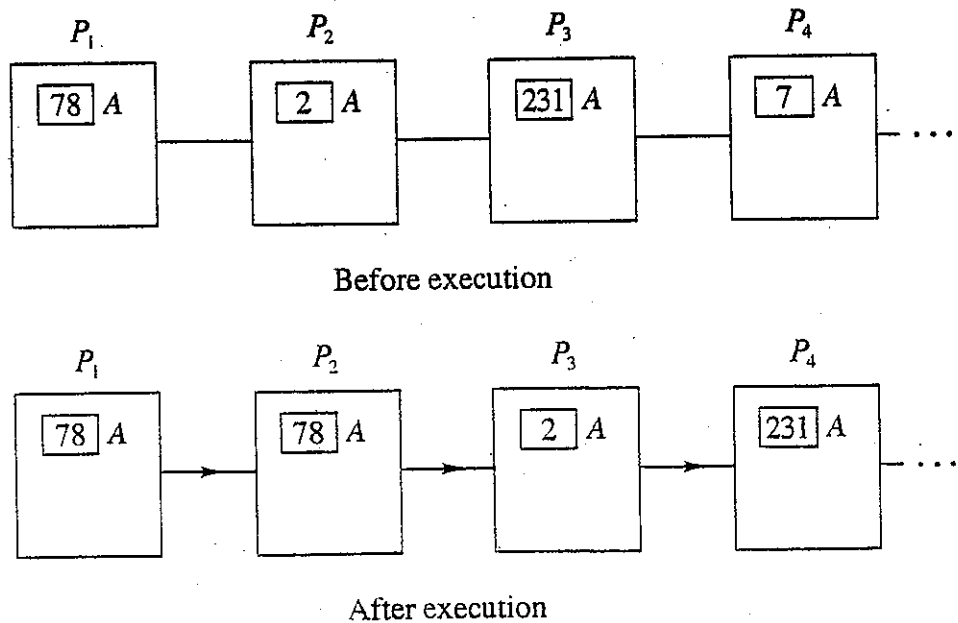 P₁ P₂ P₃ P₄
78 A 2 A 231 A 7 A
. . .
Before execution
P₁ P₂ P₃ P₄
78 A 78 A 2 A 231 A
. . .
After execution